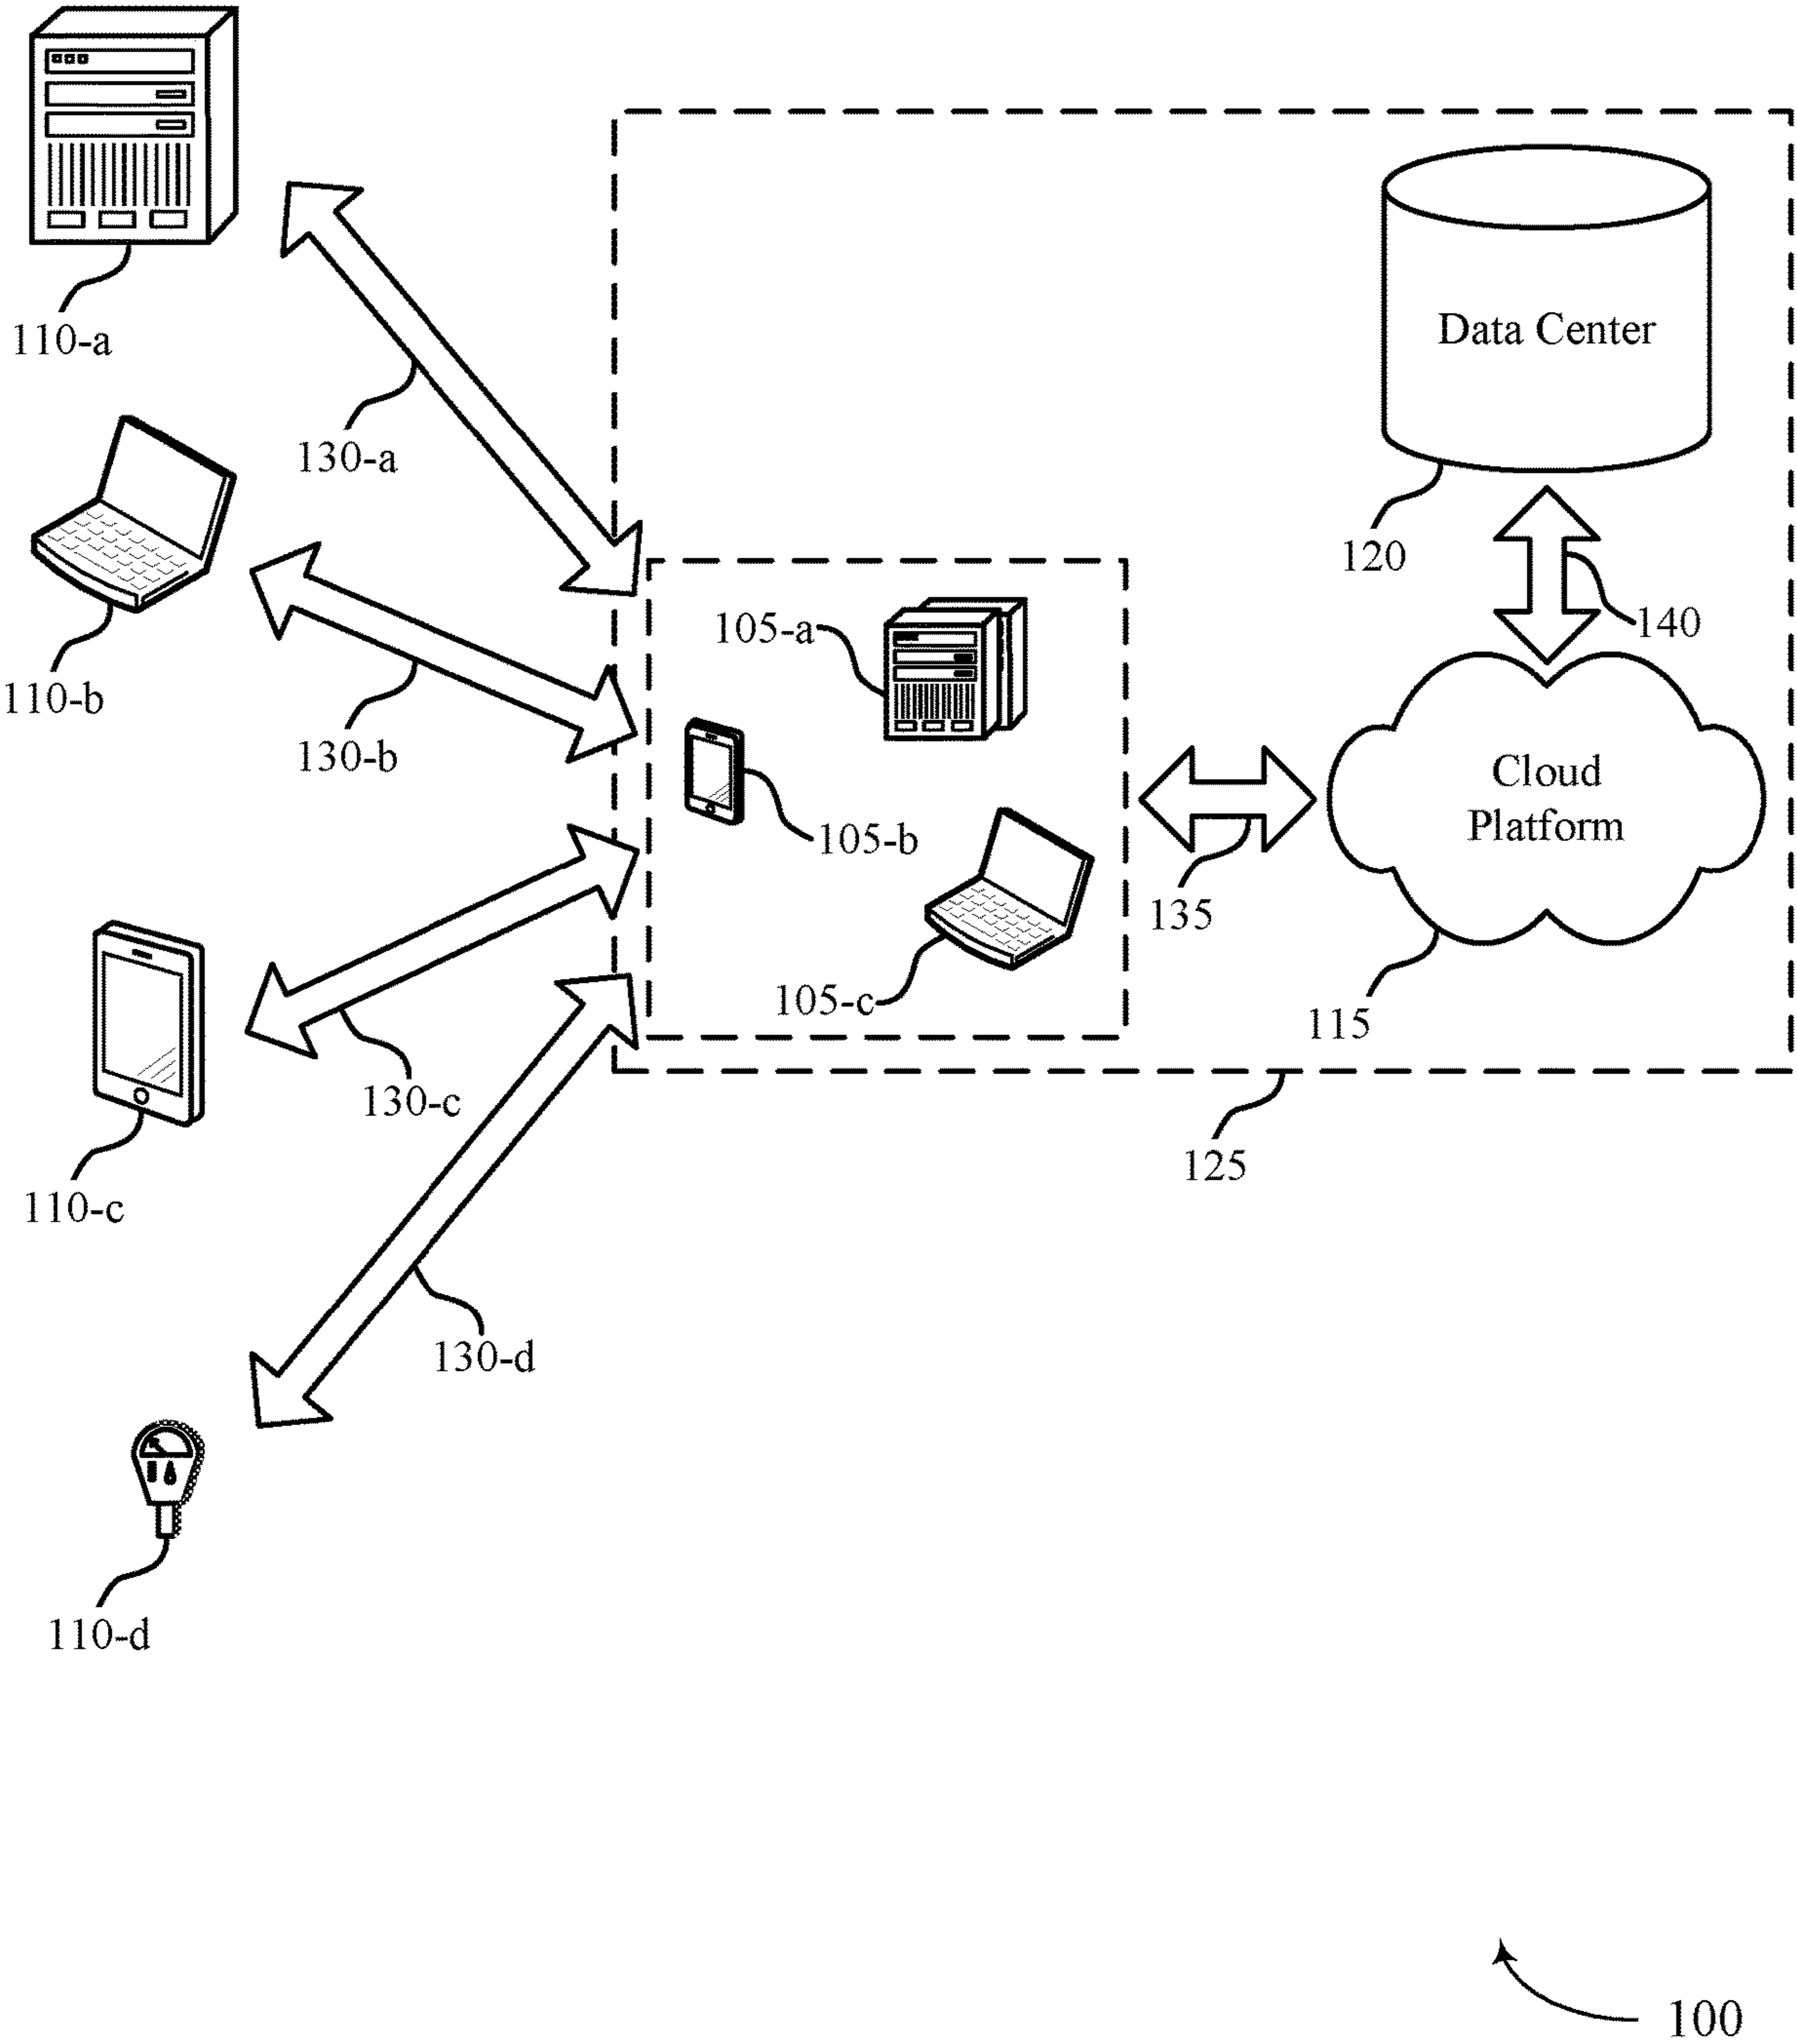 110-a
130-a
Data Center
120
140
105-a
110-b
130-b
105-b
Cloud
Platform
135
105-c
115
130-c
125
110-c
130-d
110-d
100